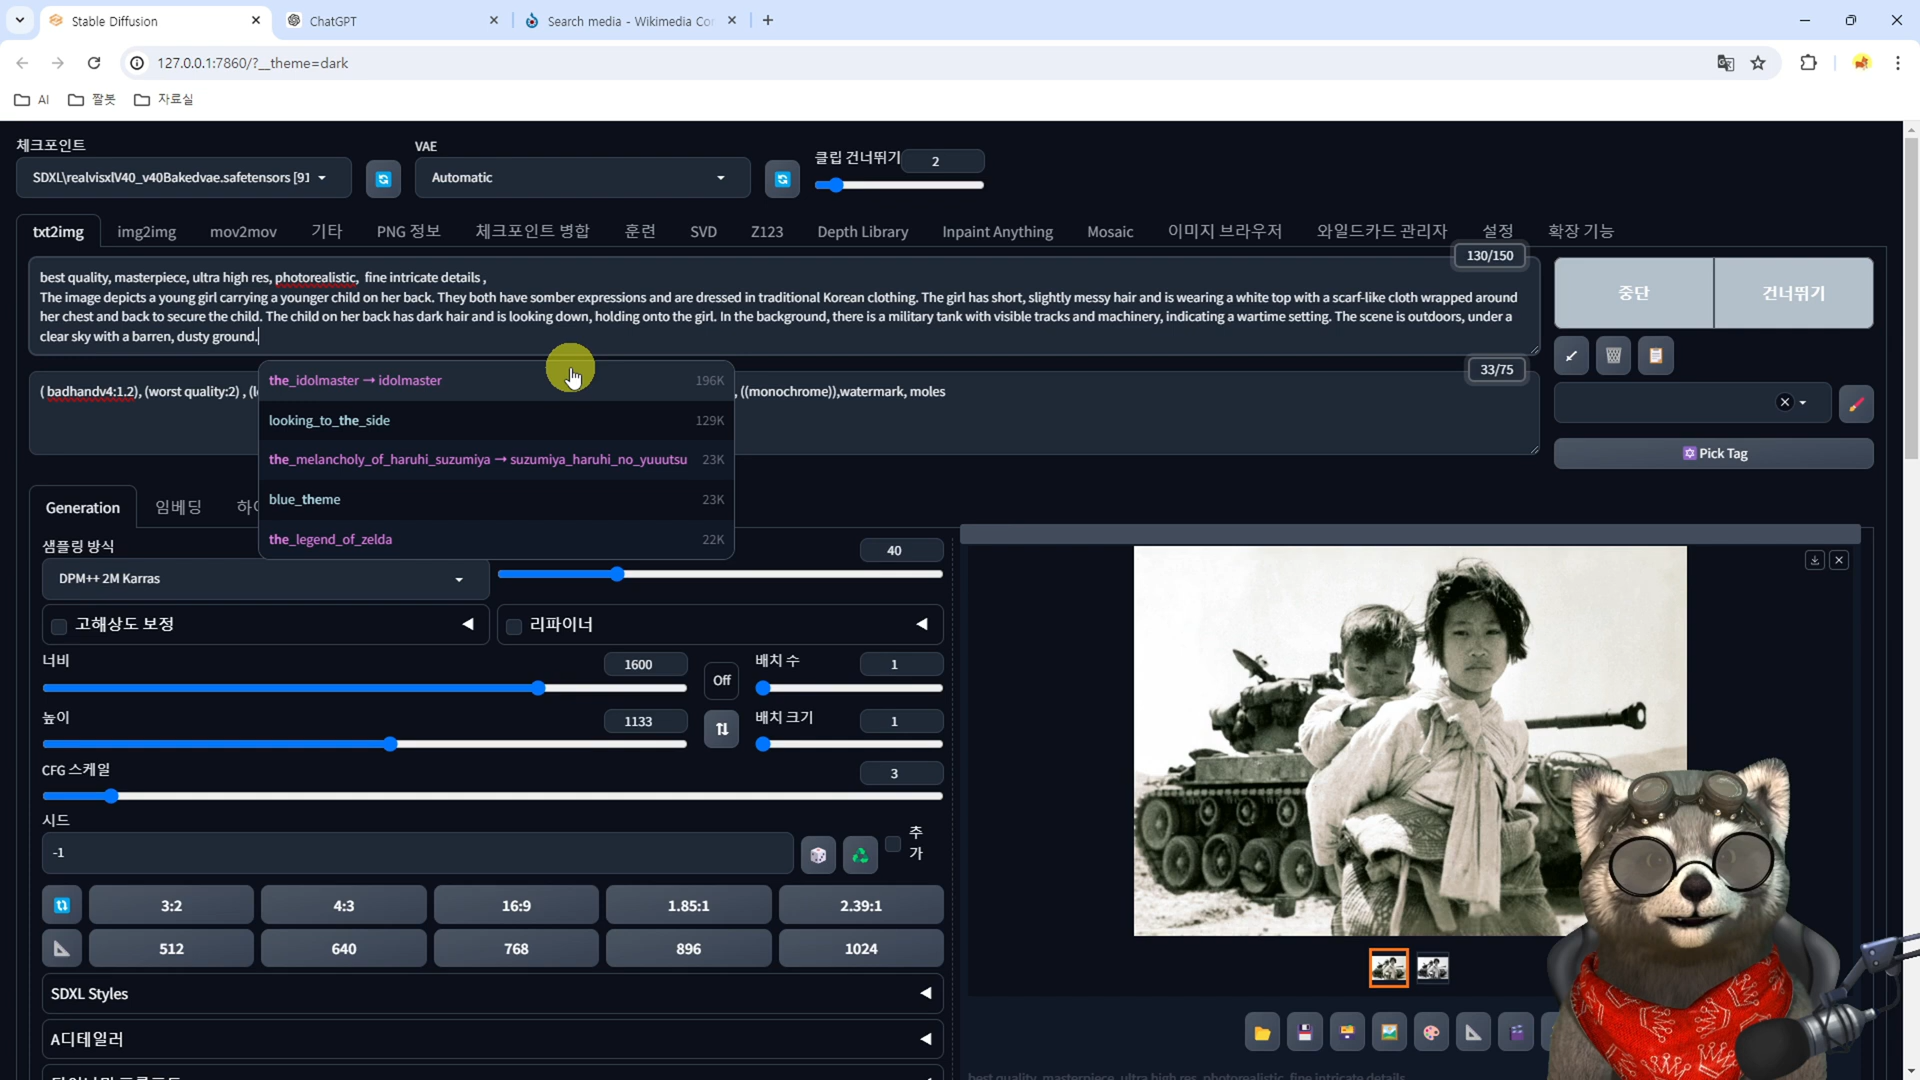 Stable Diffusion
ChatGPT
Search media - Wikimedia Co
127.0.0.1:7860/?__theme=dark
AI
짤봇
자료실
체크포인트
SDXL\realvisxlV40_v40Bakedvae.safetensors [91
VAE
Automatic
클립 건너뛰기
2
txt2img
img2img
mov2mov
기타
PNG 정보
체크포인트 병합
훈련
SVD
Z123
Depth Library
Inpaint Anything
Mosaic
이미지 브라우저
와일드카드 관리자
설정
확장 기능
130/150
best quality, masterpiece, ultra high res, photorealistic, fine intricate details ,
The image depicts a young girl carrying a younger child on her back. They both have somber expressions and are dressed in traditional Korean clothing. The girl has short, slightly messy hair and is wearing a white top with a scarf-like cloth wrapped around
her chest and back to secure the child. The child on her back has dark hair and is looking down, holding onto the girl. In the background, there is a military tank with visible tracks and machinery, indicating a wartime setting. The scene is outdoors, under a
clear sky with a barren, dusty ground.
중단
건너뛰기
33/75
( badhandv4:1.2), (worst quality:2) , (l
, ((monochrome)),watermark, moles
the_idolmaster → idolmaster 196K
looking_to_the_side 129K
the_melancholy_of_haruhi_suzumiya → suzumiya_haruhi_no_yuuutsu 23K
blue_theme 23K
the_legend_of_zelda 22K
Pick Tag
Generation
임베딩
샘플링 방식
DPM++ 2M Karras
40
고해상도 보정
리파이너
너비
1600
Off
배치 수
1
높이
1133
배치 크기
1
CFG 스케일
3
시드
-1
추
가
3:2
4:3
16:9
1.85:1
2.39:1
512
640
768
896
1024
SDXL Styles
A디테일러
best quality, masterpiece, ultra high res, photorealistic, fine intricate details